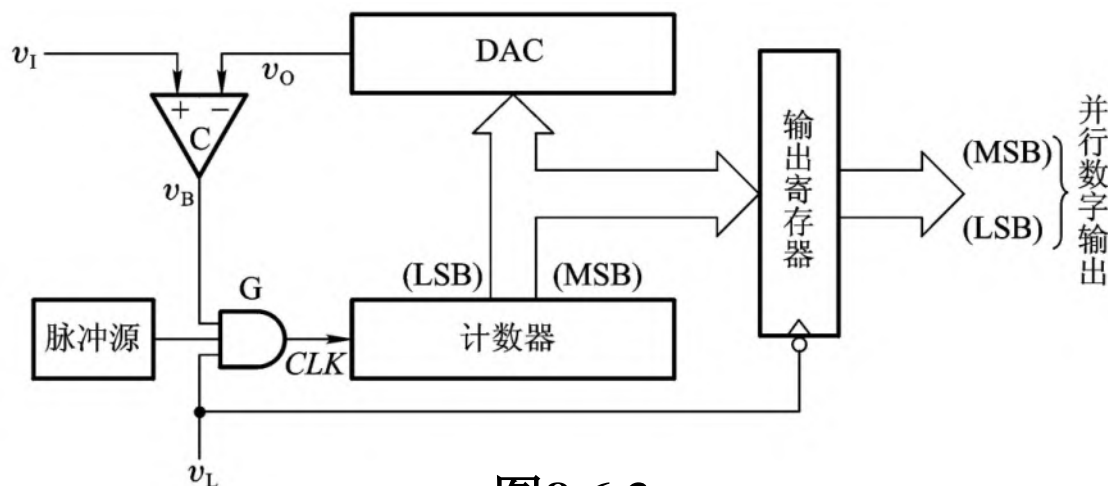 v_I
v_O
DAC
+
−
C
v_B
输出寄存器
(MSB)
(LSB)
并行数字输出
(LSB)
(MSB)
G
脉冲源
CLK
计数器
v_L